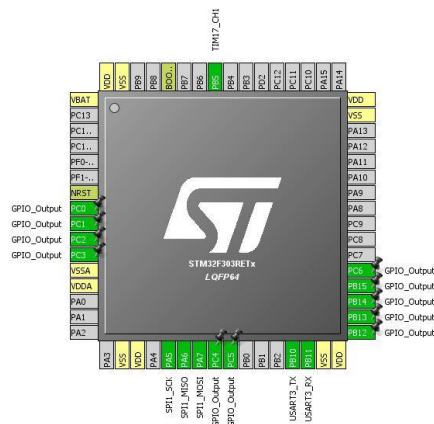 TIM17_CH1
VDD
VSS
PB9
PB8
BOO..
PB7
PB6
PB5
PB4
PB3
PD2
PC12
PC11
PC10
PA15
PA14
VBAT
PC13
PC1..
PC1..
PF0-..
PF1-..
NRST
GPIO_Output PC0
GPIO_Output PC1
GPIO_Output PC2
GPIO_Output PC3
VSSA
VDDA
PA0
PA1
PA2
ST
STM32F303RETx
LQFP64
VDD
VSS
PA13
PA12
PA11
PA10
PA9
PA8
PC9
PC8
PC7
PC6 GPIO_Output
PB15 GPIO_Output
PB14 GPIO_Output
PB13 GPIO_Output
PB12 GPIO_Output
PA3
VSS
VDD
PA4
PA5
PA6
PA7
PC4
PC5
PB0
PB1
PB2
PB10
PB11
VSS
VDD
SPI1_SCK
SPI1_MISO
SPI1_MOSI
GPIO_Output
GPIO_Output
USART3_TX
USART3_RX